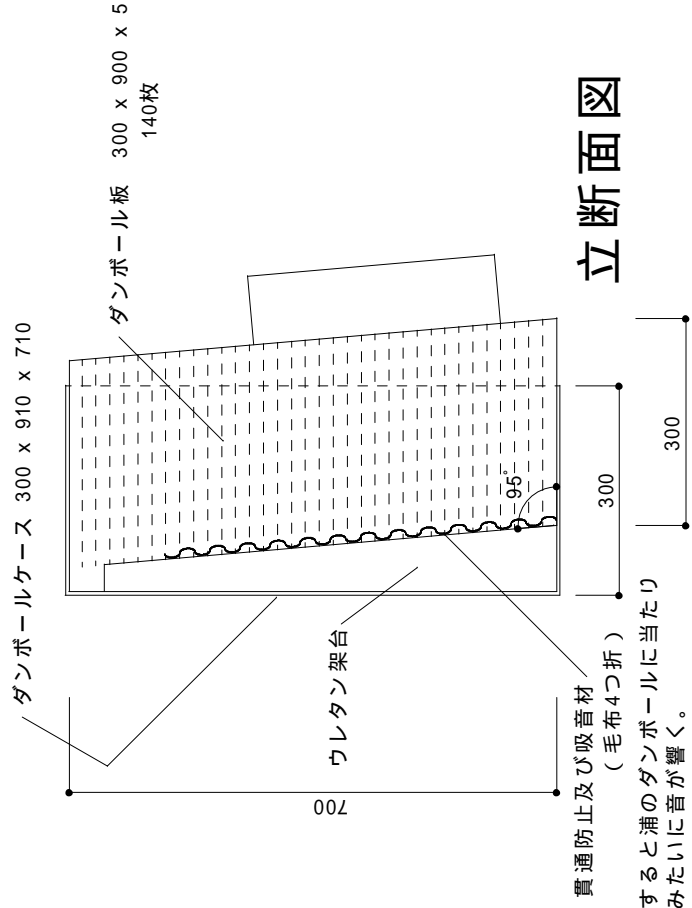 ダンボールケース 300 x 910 x 710
ダンボール板 300 x 900 x 5
140枚
立断面図
ウレタン架台
95°
300
300
700
貫通防止及び吸音材
（毛布4つ折）
すると浦のダンボールに当たり
みたいに音が響く。